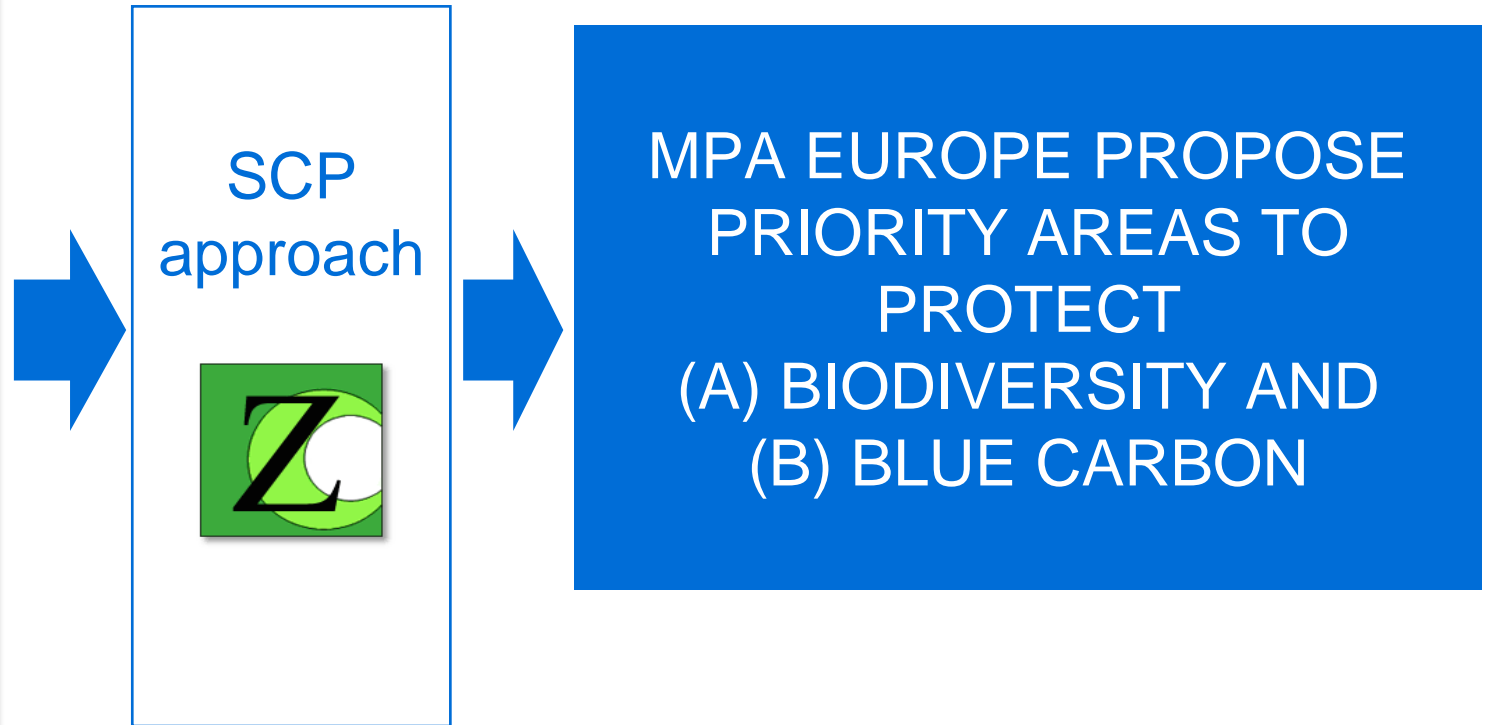 SCP
approach
Z
MPA EUROPE PROPOSE
PRIORITY AREAS TO
PROTECT
(A) BIODIVERSITY AND
(B) BLUE CARBON